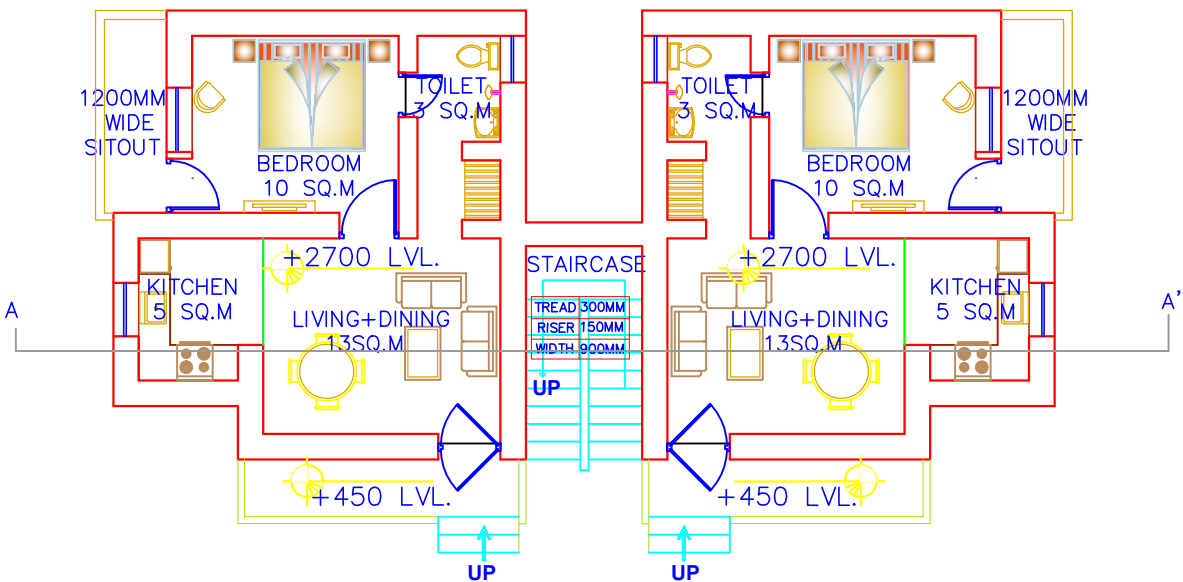 TOILET
3 SQ.M
TOILET
3 SQ.M
1200MM
WIDE
SITOUT
1200MM
WIDE
SITOUT
BEDROOM
10 SQ.M
BEDROOM
10 SQ.M
+2700 LVL.
STAIRCASE
+2700 LVL.
KITCHEN
5 SQ.M
KITCHEN
5 SQ.M
A
A'
TREAD 300MM
RISER 150MM
WIDTH 900MM
LIVING+DINING
13SQ.M
LIVING+DINING
13SQ.M
UP
+450 LVL.
+450 LVL.
UP
UP